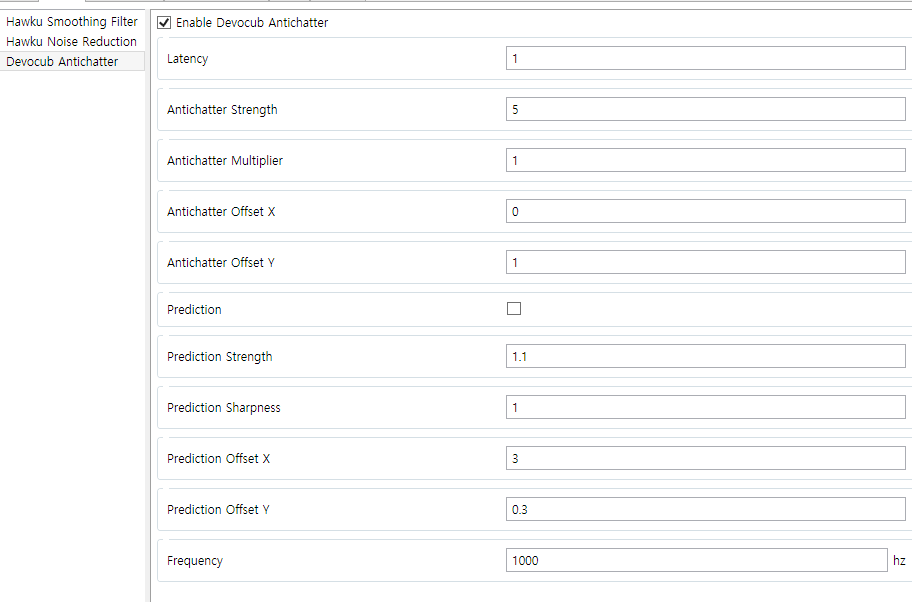 Hawku Smoothing Filter
Hawku Noise Reduction
Devocub Antichatter
Enable Devocub Antichatter
Latency 1
Antichatter Strength 5
Antichatter Multiplier 1
Antichatter Offset X 0
Antichatter Offset Y 1
Prediction
Prediction Strength 1.1
Prediction Sharpness 1
Prediction Offset X 3
Prediction Offset Y 0.3
Frequency 1000 hz